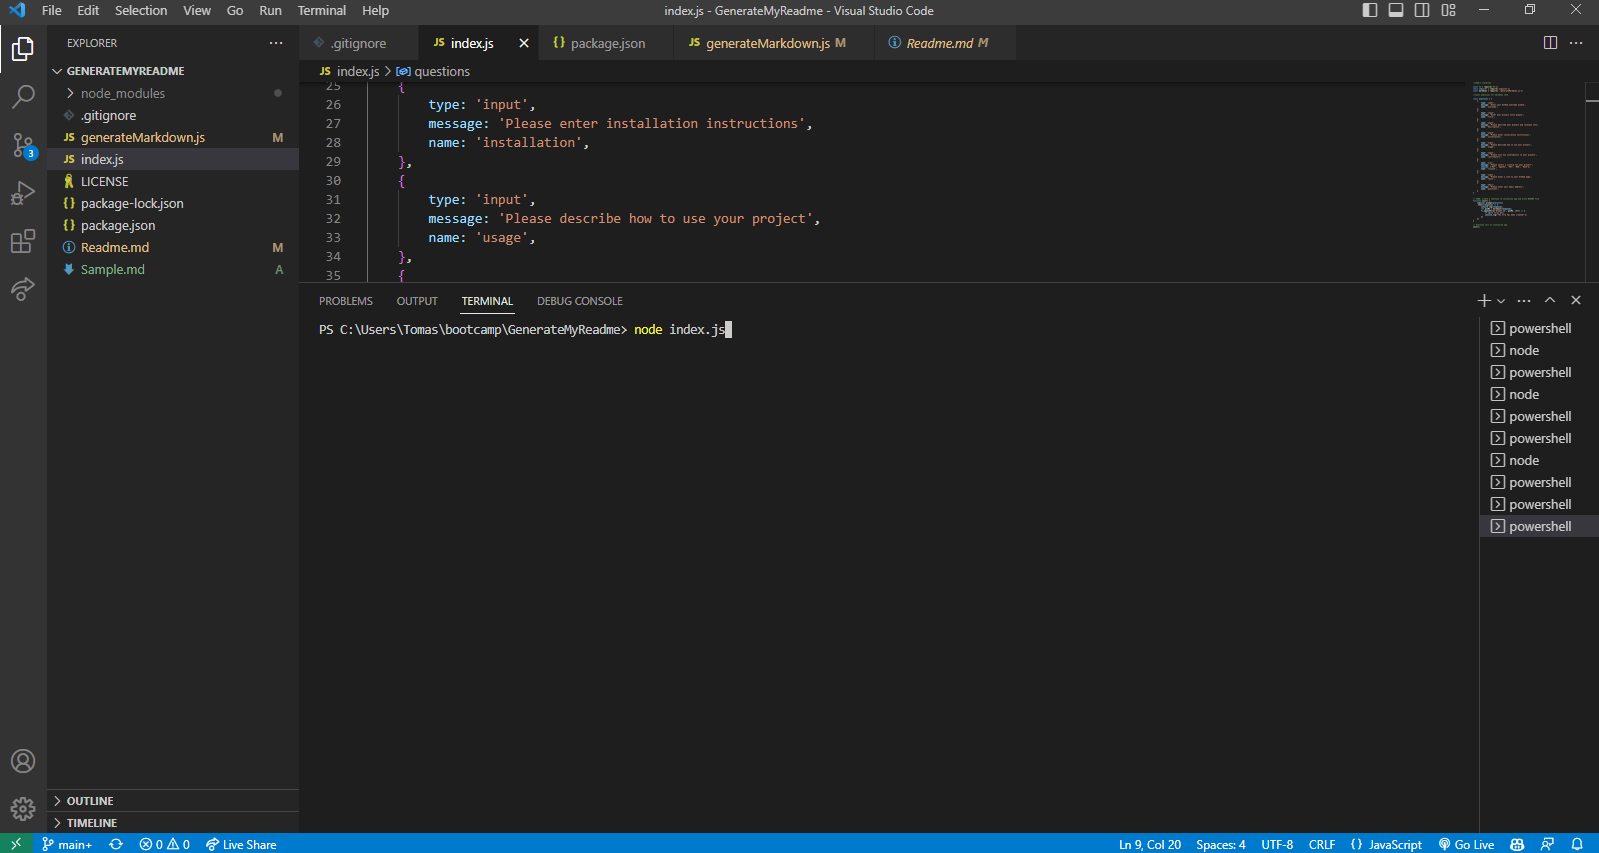 File Edit Selection View Go Run Terminal Help
index.js - GenerateMyReadme - Visual Studio Code
EXPLORER
GENERATEMYREADME
node_modules
.gitignore
generateMarkdown.js M
index.js
LICENSE
package-lock.json
package.json
Readme.md M
Sample.md A
OUTLINE
TIMELINE
3
.gitignore
JS index.js
{} package.json
JS generateMarkdown.js M
Readme.md M
JS index.js > questions
25 {
26 type: 'input',
27 message: 'Please enter installation instructions',
28 name: 'installation',
29 },
30 {
31 type: 'input',
32 message: 'Please describe how to use your project',
33 name: 'usage',
34 },
35 {
PROBLEMS OUTPUT TERMINAL DEBUG CONSOLE
PS C:\Users\Tomas\bootcamp\GenerateMyReadme> node index.js
powershell
node
powershell
node
powershell
powershell
node
powershell
powershell
powershell
main+ 0 0 Live Share
Ln 9, Col 20 Spaces: 4 UTF-8 CRLF {} JavaScript Go Live